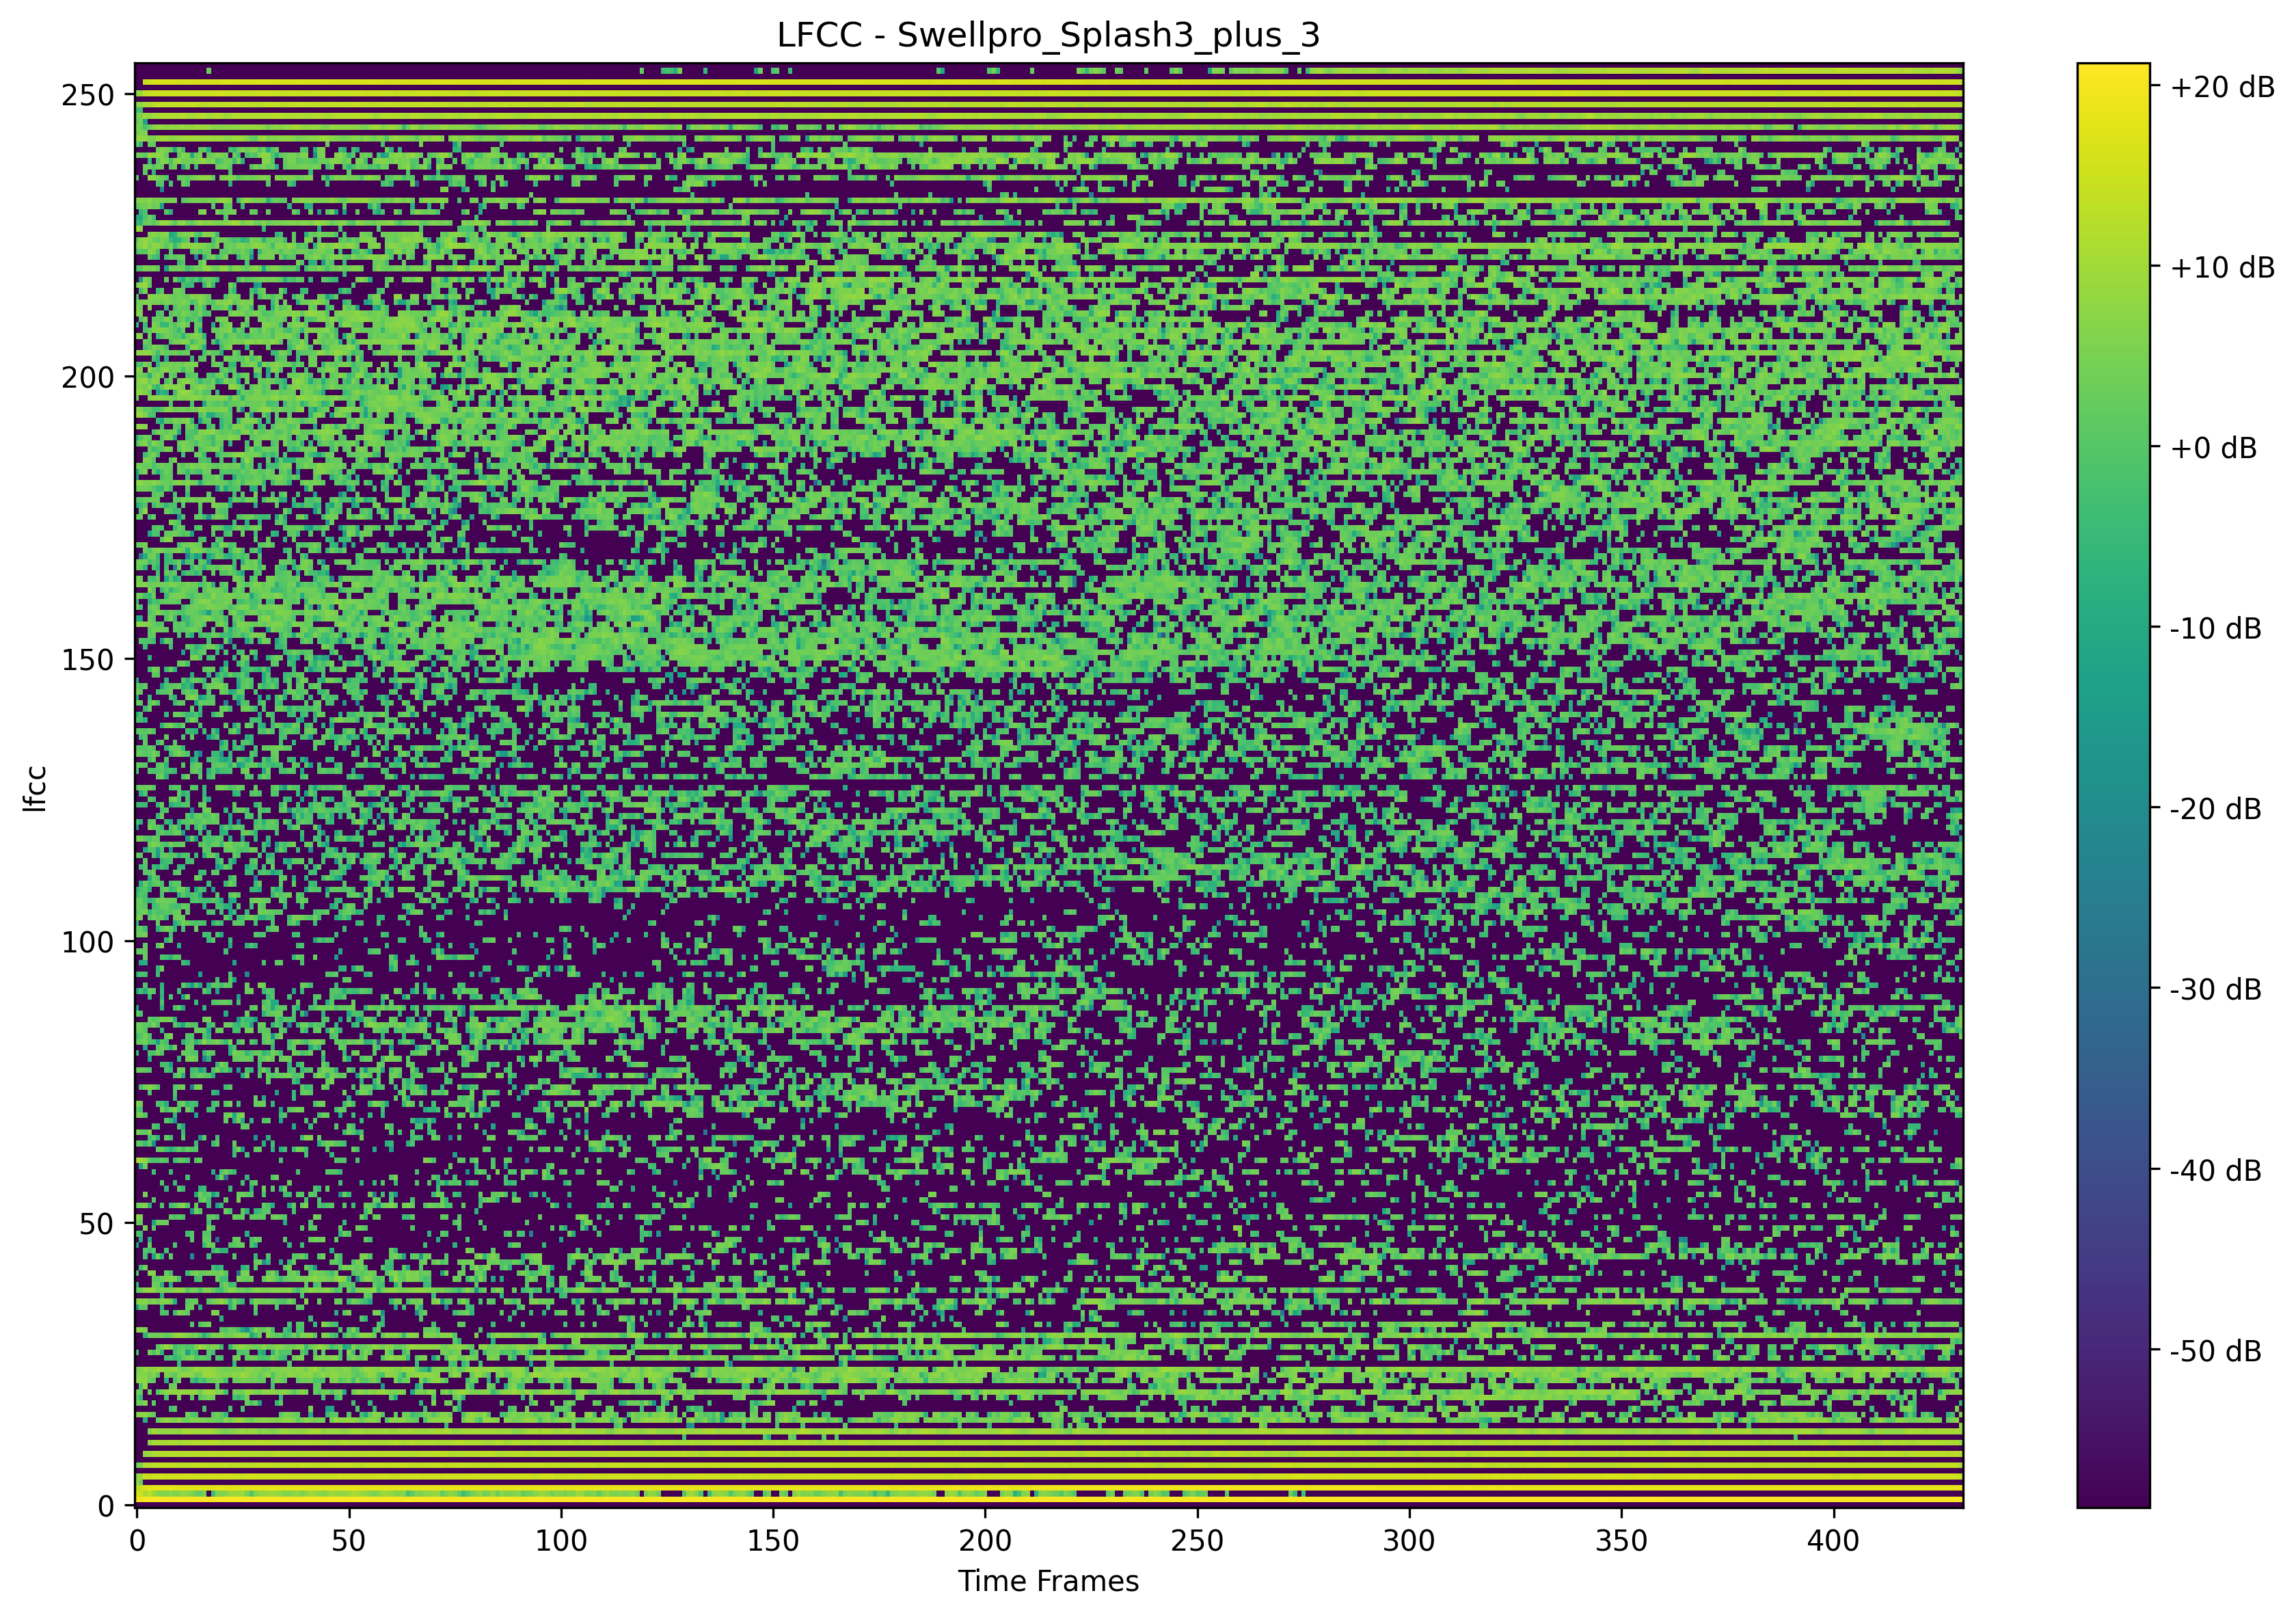 LFCC - Swellpro_Splash3_plus_3
250
200
150
100
50
0
lfcc
0 50 100 150 200 250 300 350 400
Time Frames
+20 dB
+10 dB
+0 dB
-10 dB
-20 dB
-30 dB
-40 dB
-50 dB